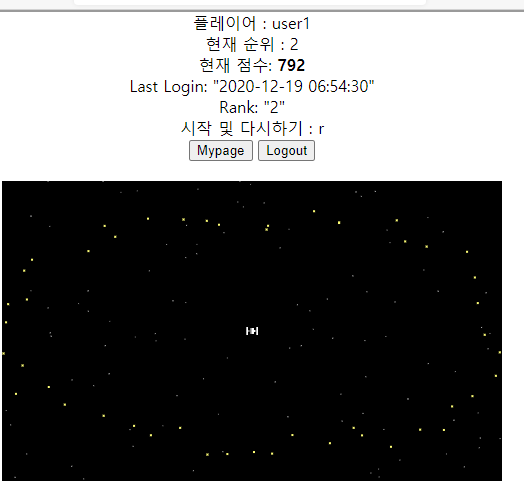 플레이어 : user1
현재 순위 : 2
현재 점수: 792
Last Login: "2020-12-19 06:54:30"
Rank: "2"
시작 및 다시하기 : r
Mypage Logout